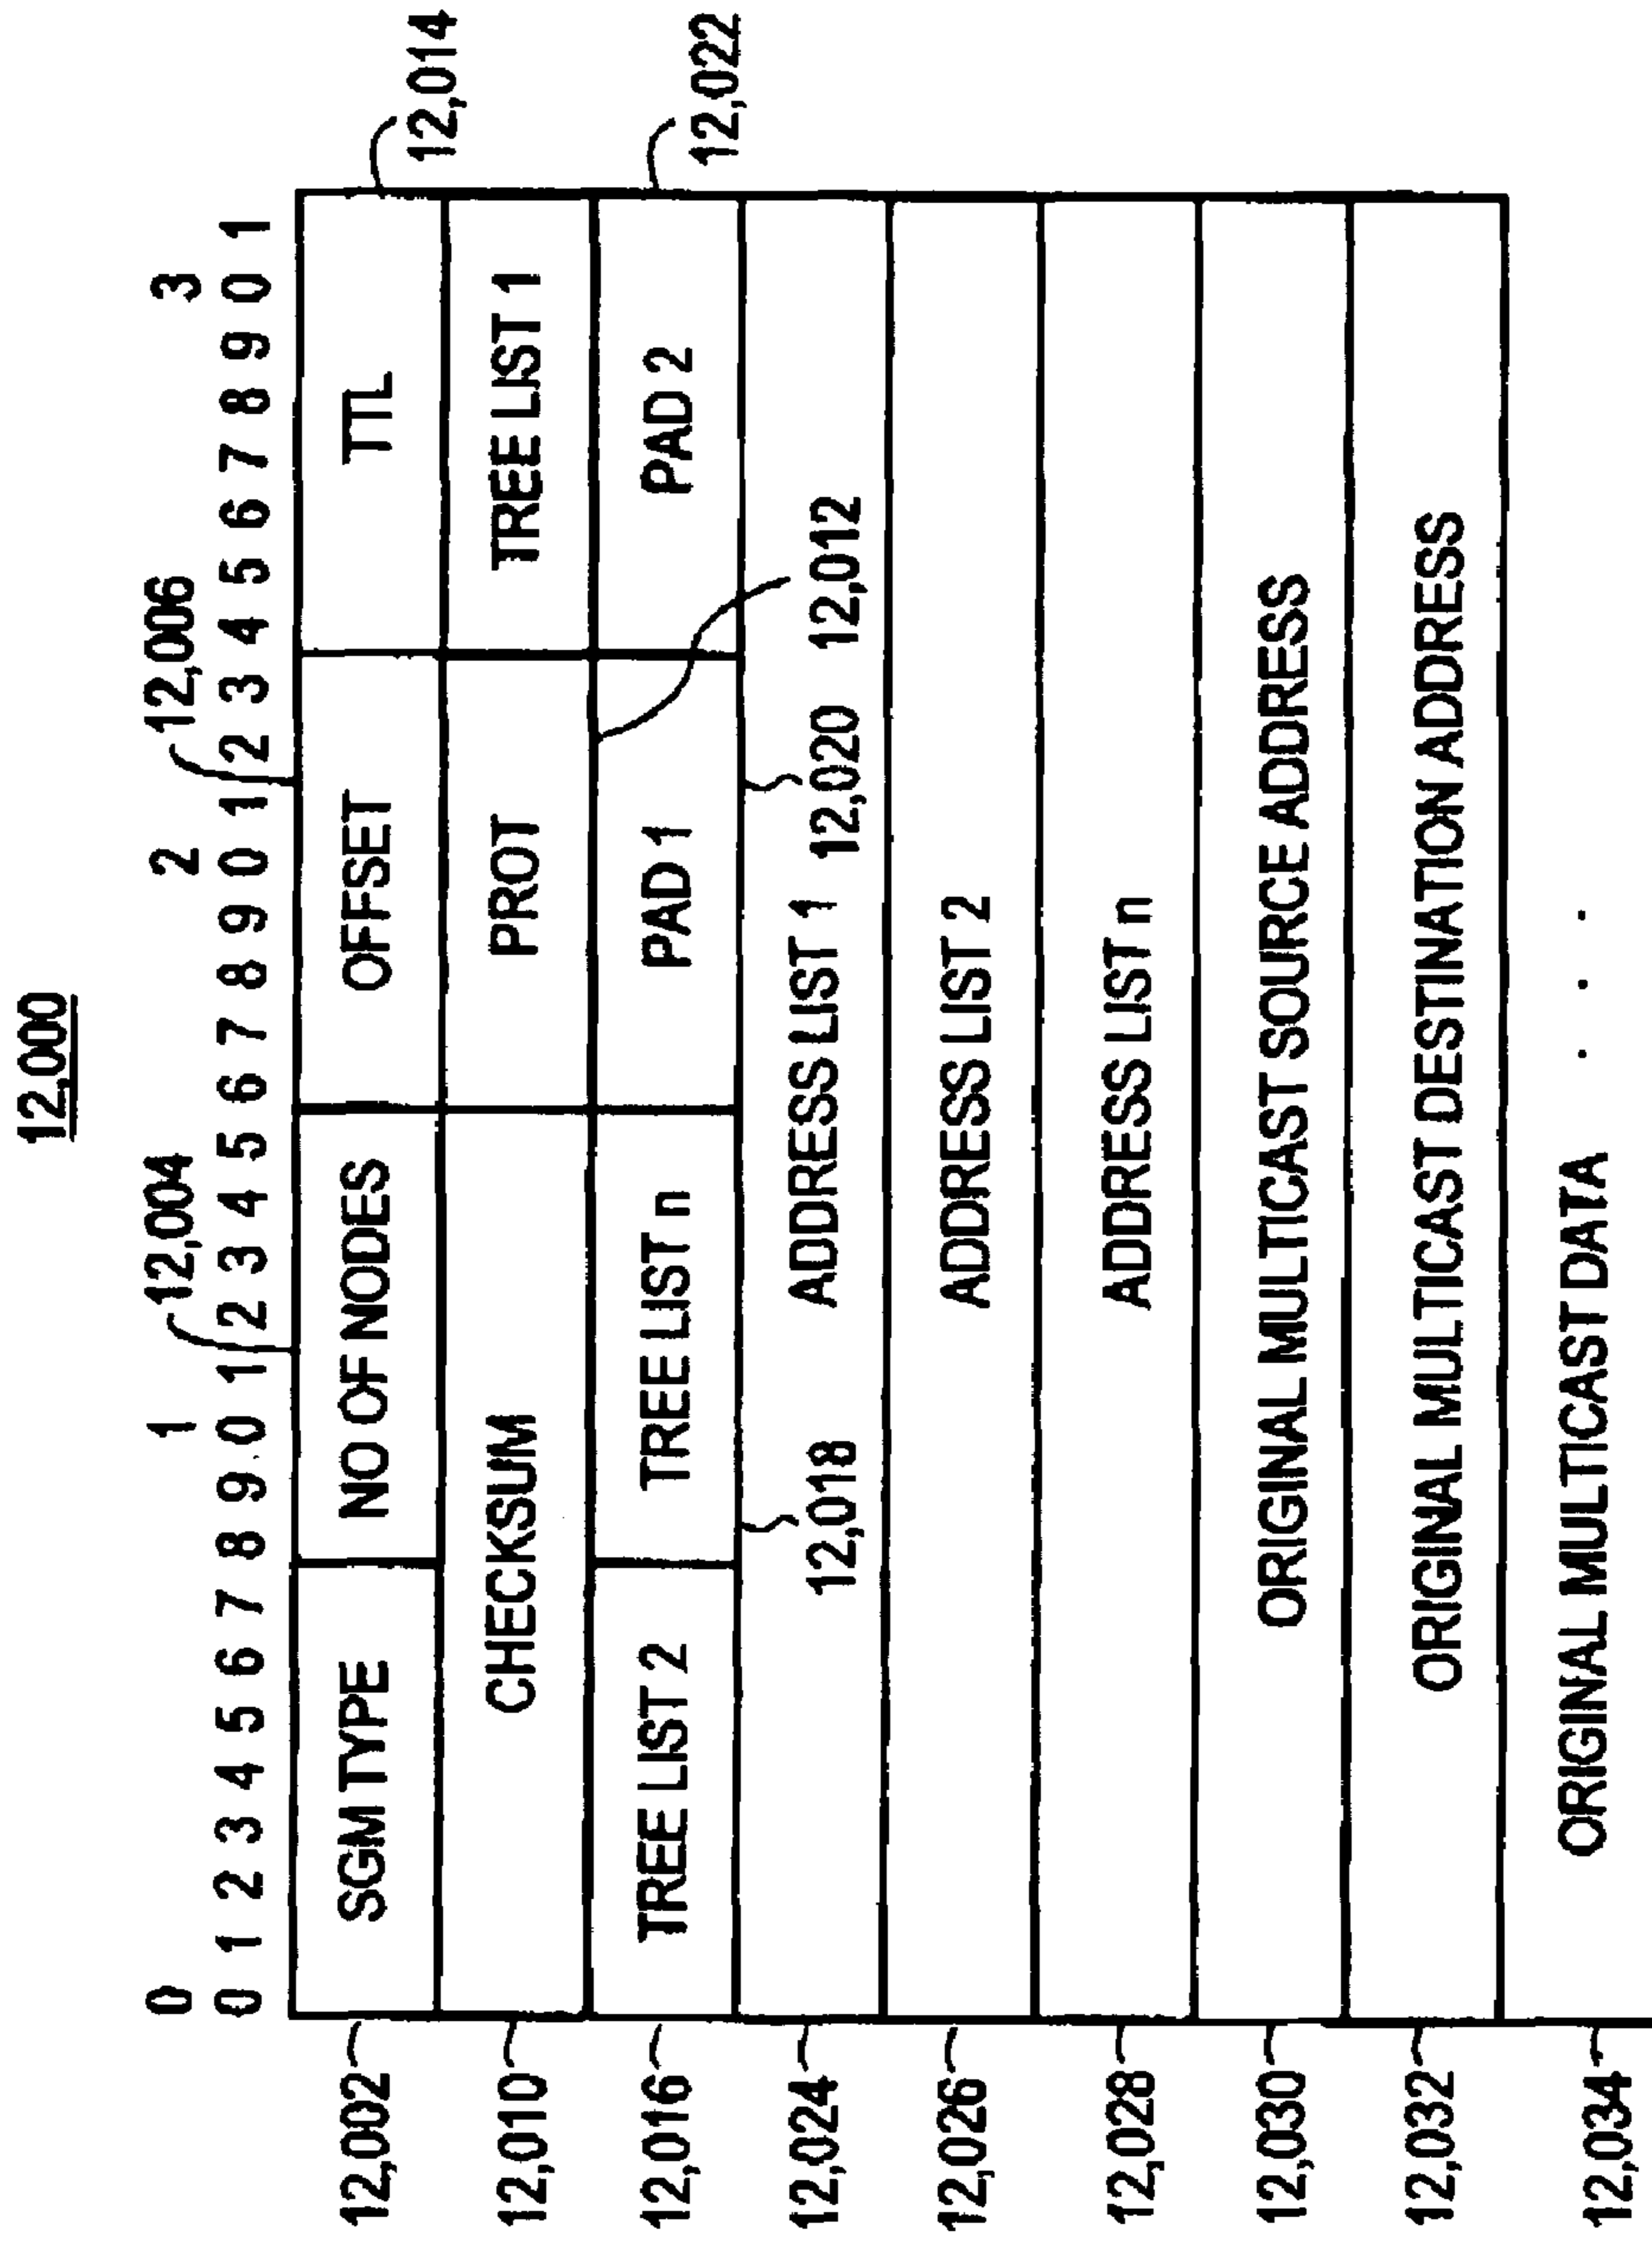 12,000
12,004 12,006
0 1 2 3
0 1 2 3 4 5 6 7 8 9 0 1 2 3 4 5 6 7 8 9 0 1 2 3 4 5 6 7 8 9 0 1
12,002 SGM TYPE NO OF NODES OFFSET TTL 12,014
12,010 CHECKSUM PROT TREE LIST 1
12,016 TREE LIST 2 TREE LIST n PAD 1 PAD 2 12,022
12,018 12,020 12,012
12,024 ADDRESS LIST 1
12,026 ADDRESS LIST 2
12,028 ADDRESS LIST n
12,030 ORIGINAL MULTICAST SOURCE ADDRESS
12,032 ORIGINAL MULTICAST DESTINATION ADDRESS
12,034 ORIGINAL MULTICAST DATA . . .